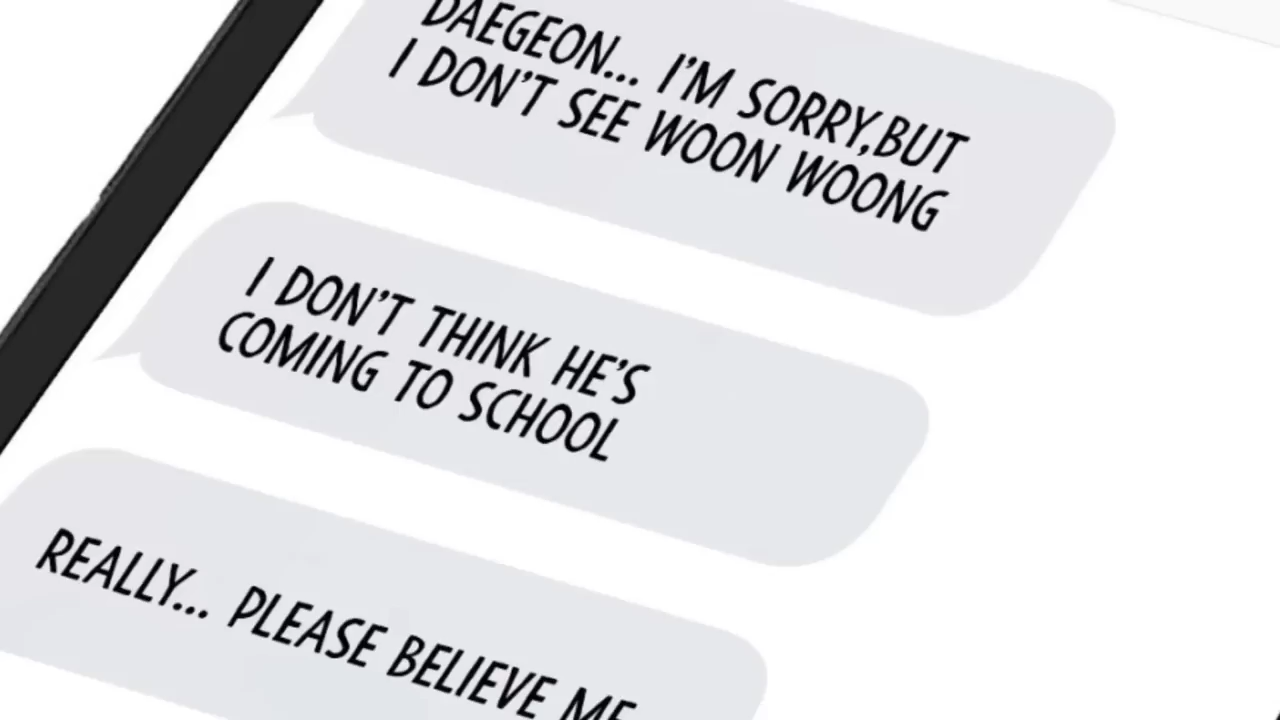 DAEGEON... I'M SORRY,BUT
I DON'T SEE WOON WOONG
I DON'T THINK HE'S
COMING TO SCHOOL
REALLY... PLEASE BELIEVE ME